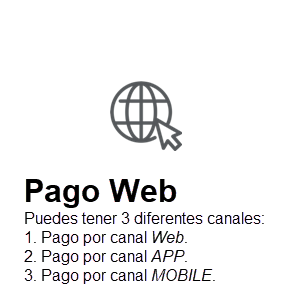 Pago Web
Puedes tener 3 diferentes canales:
1. Pago por canal Web.
2. Pago por canal APP.
3. Pago por canal MOBILE.